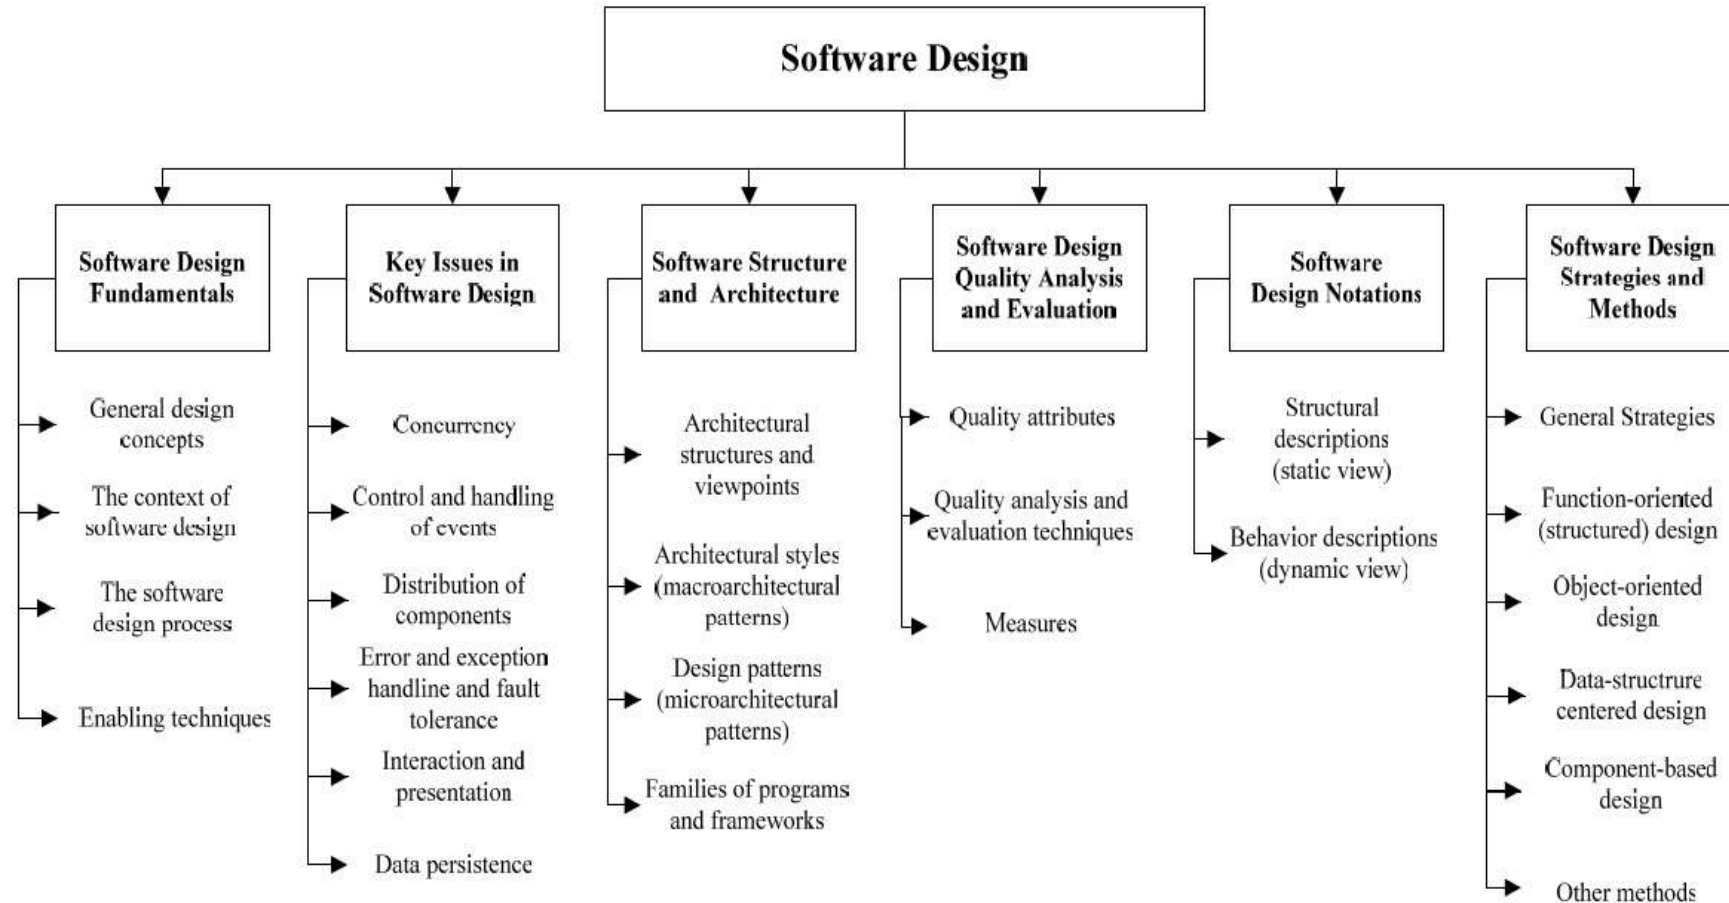 Software Design
Software Design
Fundamentals
General design
concepts
The context of
software design
The software
design process
Enabling techniques
Key Issues in
Software Design
Concurrency
Control and handling
of events
Distribution of
components
Error and exception
handline and fault
tolerance
Interaction and
presentation
Data persistence
Software Structure
and Architecture
Architectural
structures and
viewpoints
Architectural styles
(macroarchitectural
patterns)
Design patterns
(microarchitectural
patterns)
Families of programs
and frameworks
Software Design
Quality Analysis
and Evaluation
Quality attributes
Quality analysis and
evaluation techniques
Measures
Software
Design Notations
Structural
descriptions
(static view)
Behavior descriptions
(dynamic view)
Software Design
Strategies and
Methods
General Strategies
Function-oriented
(structured) design
Object-oriented
design
Data-structrure
centered design
Component-based
design
Other methods